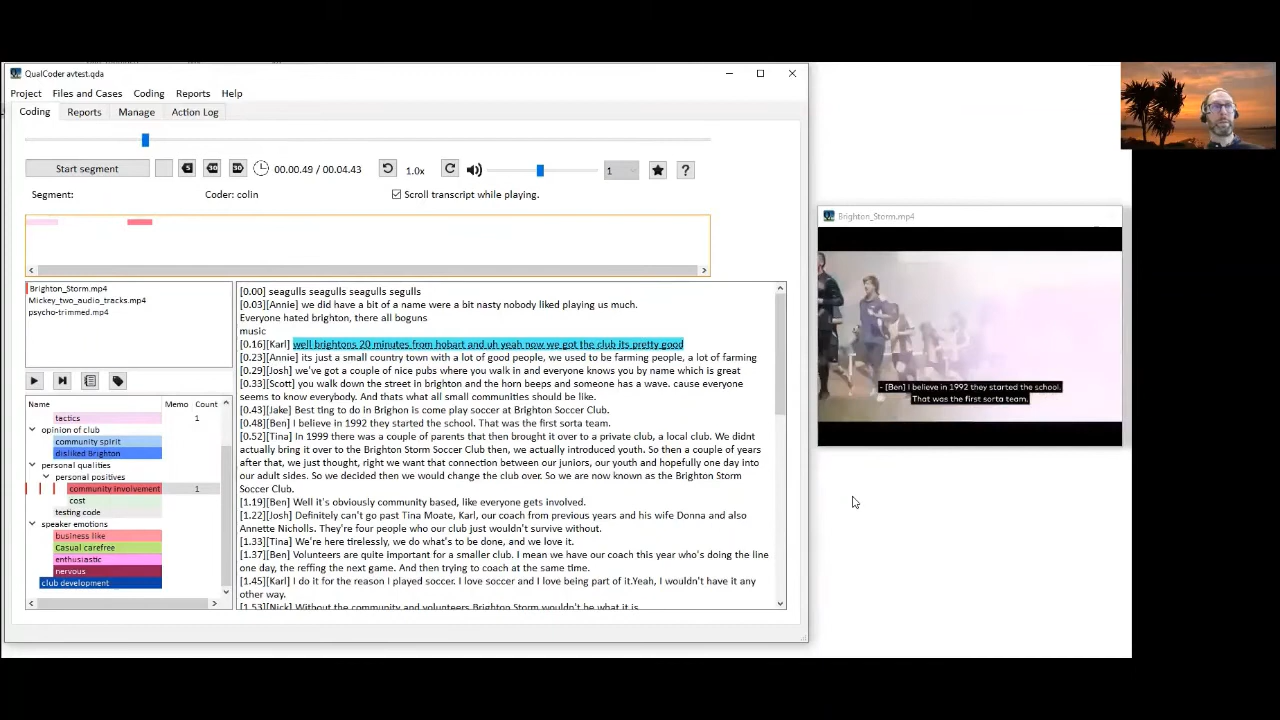 QualCoder avtest.qda
Project Files and Cases Coding Reports Help
Coding Reports Manage Action Log
Start segment 00.00.49 / 00.04.43 1.0x 1 ?
Segment: Coder: colin Scroll transcript while playing.
Brighton_Storm.mp4
Mickey_two_audio_tracks.mp4
psycho-trimmed.mp4
Name Memo Count
tactics 1
opinion of club
community spirit
disliked Brighton
personal qualities
personal positives
community involvement 1
cost
testing code
speaker emotions
business like
Casual carefree
enthusiastic
nervous
club development
[0.00] seagulls seagulls seagulls segulls
[0.03][Annie] we did have a bit of a name were a bit nasty nobody liked playing us much.
Everyone hated brighton, there all boguns
music
[0.16][Karl] well brightons 20 minutes from hobart and uh yeah now we got the club its pretty good
[0.23][Annie] its just a small country town with a lot of good people, we used to be farming people, a lot of farming
[0.29][Josh] we've got a couple of nice pubs where you walk in and everyone knows you by name which is great
[0.33][Scott] you walk down the street in brighton and the horn beeps and someone has a wave. cause everyone
seems to know everybody. And thats what all small communities should be like.
[0.43][Jake] Best ting to do in Brighon is come play soccer at Brighton Soccer Club.
[0.48][Ben] I believe in 1992 they started the school. That was the first sorta team.
[0.52][Tina] In 1999 there was a couple of parents that then brought it over to a private club, a local club. We didnt
actually bring it over to the Brighton Storm Soccer Club then, we actually introduced youth. So then a couple of years
after that, we just thought, right we want that connection between our juniors, our youth and hopefully one day into
our adult sides. So we decided then we would change the club over. So we are now known as the Brighton Storm
Soccer Club.
[1.19][Ben] Well it's obviously community based, like everyone gets involved.
[1.22][Josh] Definitely can't go past Tina Moate, Karl, our coach from previous years and his wife Donna and also
Annette Nicholls. They're four people who our club just wouldn't survive without.
[1.33][Tina] We're here tirelessly, we do what's to be done, and we love it.
[1.37][Ben] Volunteers are quite important for a smaller club. I mean we have our coach this year who's doing the line
one day, the reffing the next game. And then trying to coach at the same time.
[1.45][Karl] I do it for the reason I played soccer. I love soccer and I love being part of it.Yeah, I wouldn't have it any
other way.
[1.53][Nick] Without the community and volunteers Brighton Storm wouldn't be what it is
Brighton_Storm.mp4
- [Ben] I believe in 1992 they started the school.
That was the first sorta team.